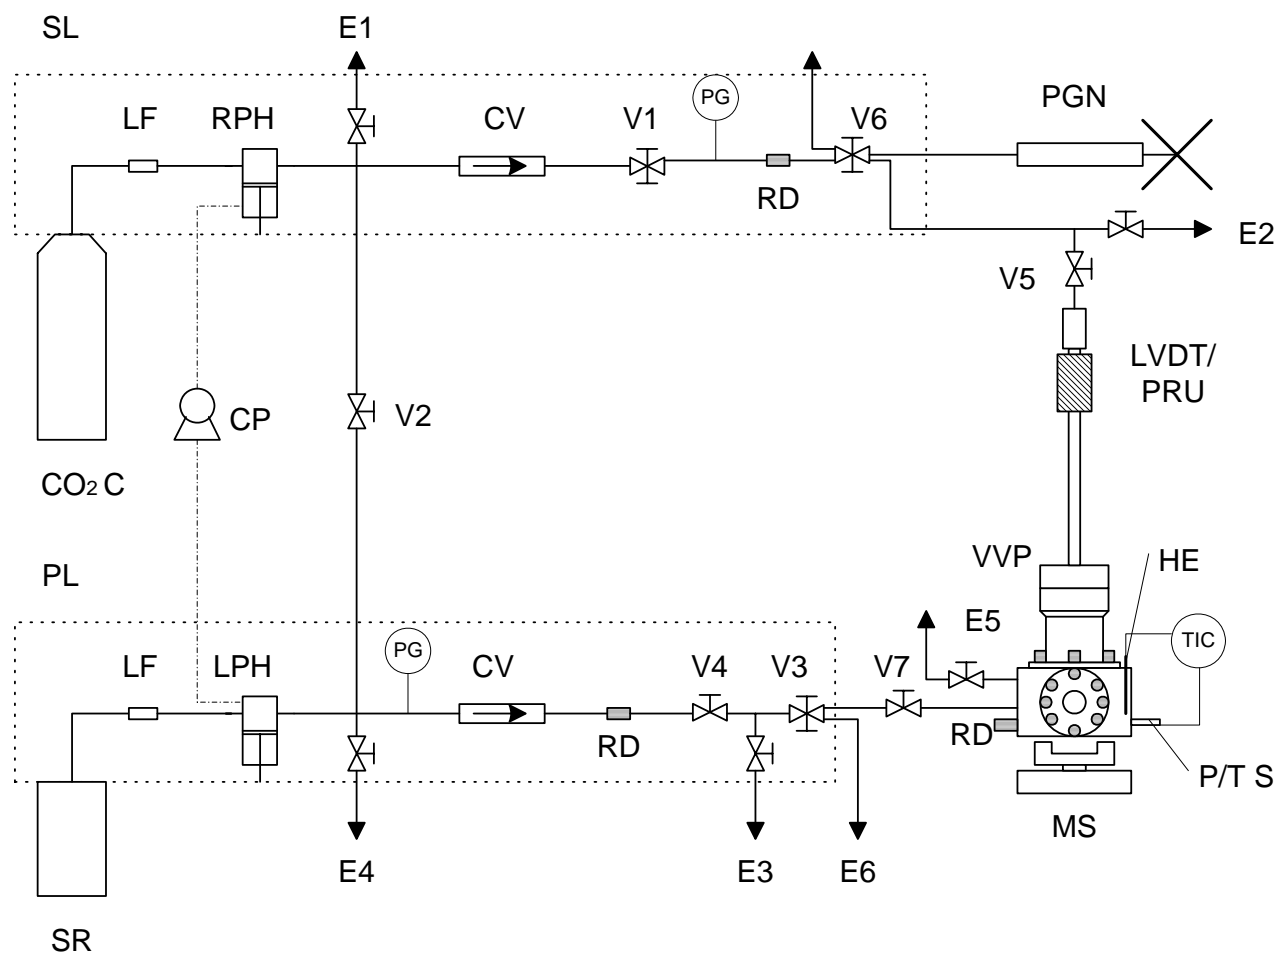 SL
E1
LF
RPH
CV
V1
PG
V6
PGN
RD
E2
V5
LVDT/
PRU
CP
V2
CO2 C
PL
VVP
HE
E5
TIC
LF
LPH
PG
CV
V4
V3
V7
RD
RD
P/T S
MS
E4
E3
E6
SR